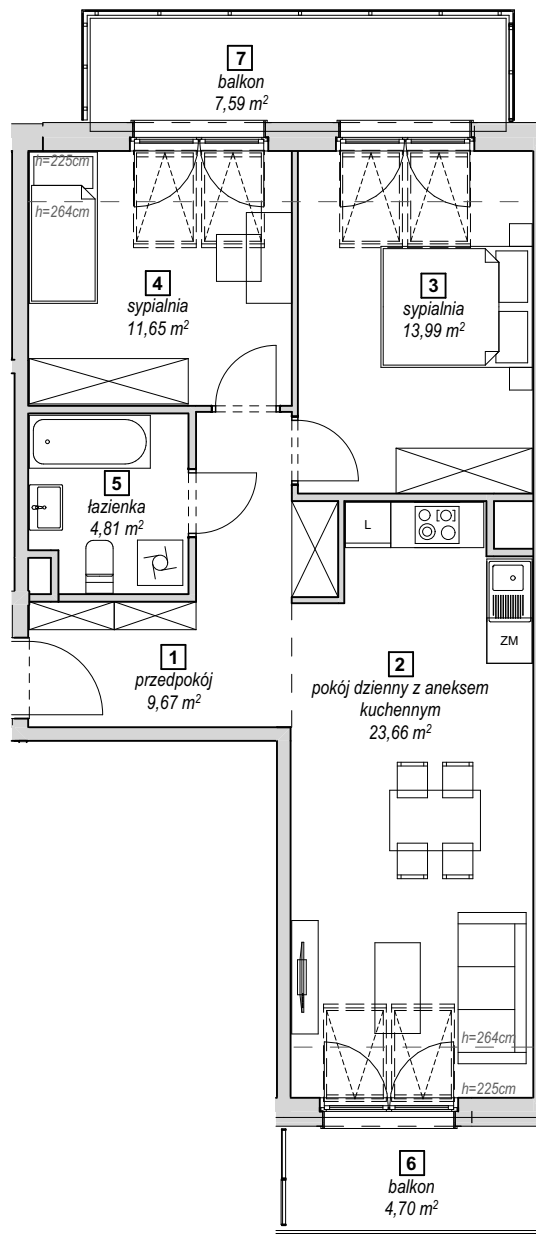 7
balkon
7,59 m²
h=225cm
h=264cm
4
sypialnia
11,65 m²
3
sypialnia
13,99 m²
5
łazienka
4,81 m²
L
ZM
1
przedpokój
9,67 m²
2
pokój dzienny z aneksem
kuchennym
23,66 m²
h=264cm
h=225cm
6
balkon
4,70 m²